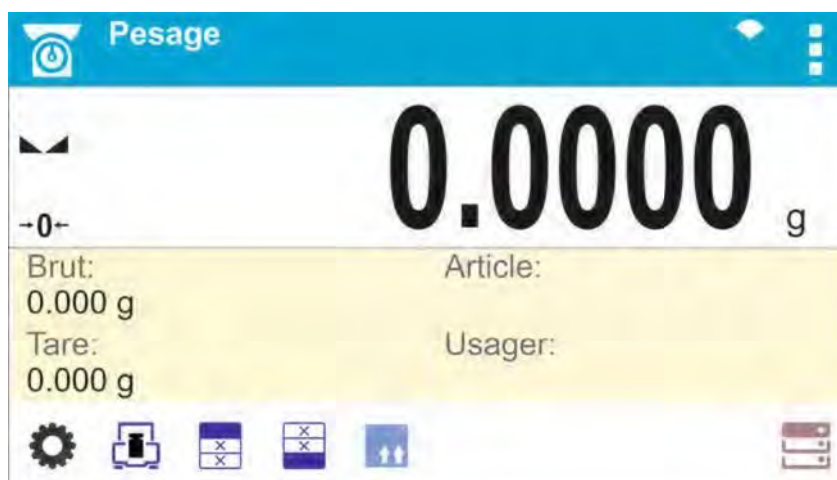 Pesage
0.0000 g
→0←
Brut: Article:
0.000 g
Tare: Usager:
0.000 g